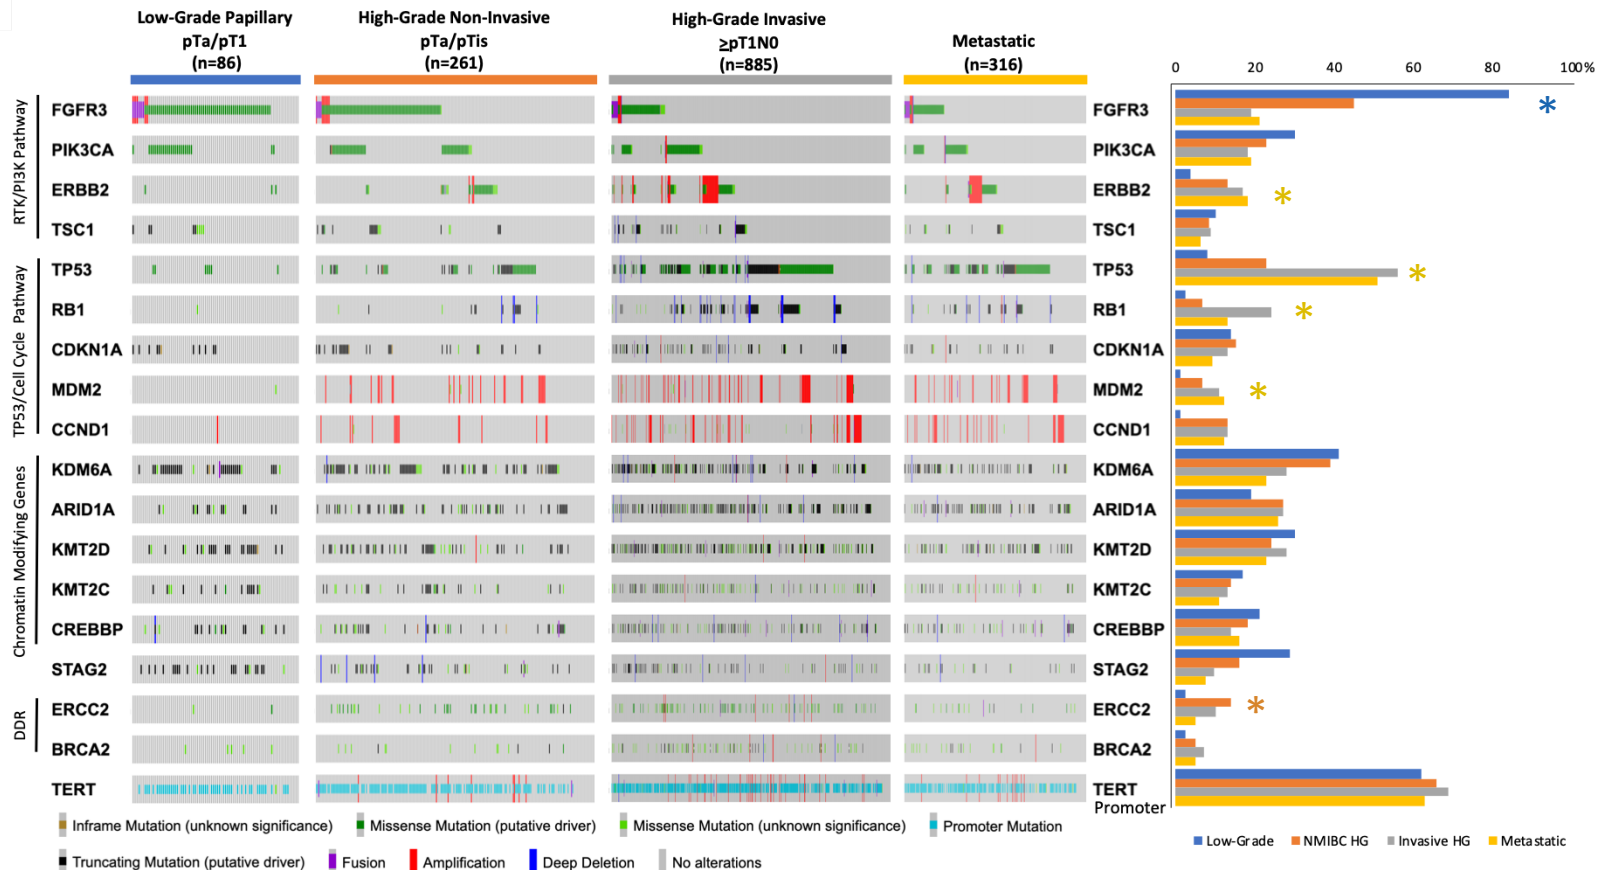 Low-Grade Papillary
pTa/pT1
(n=86)
High-Grade Non-Invasive
pTa/pTis
(n=261)
High-Grade Invasive
≥pT1N0
(n=885)
Metastatic
(n=316)
0 20 40 60 80 100%
RTK/PI3K Pathway
FGFR3 FGFR3
PIK3CA PIK3CA
ERBB2 ERBB2
TSC1 TSC1
TP53/Cell Cycle Pathway
TP53 TP53
RB1 RB1
CDKN1A CDKN1A
MDM2 MDM2
CCND1 CCND1
Chromatin Modifying Genes
KDM6A KDM6A
ARID1A ARID1A
KMT2D KMT2D
KMT2C KMT2C
CREBBP CREBBP
STAG2 STAG2
DDR
ERCC2 ERCC2
BRCA2 BRCA2
TERT TERT
Promoter
Inframe Mutation (unknown significance) Missense Mutation (putative driver) Missense Mutation (unknown significance) Promoter Mutation
Truncating Mutation (putative driver) Fusion Amplification Deep Deletion No alterations
Low-Grade NMIBC HG Invasive HG Metastatic